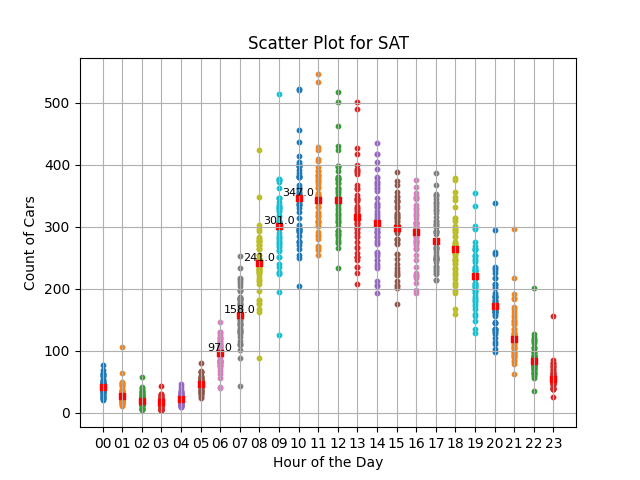 Scatter Plot for SAT
Count of Cars
500
400
300
200
100
0
347.0
301.0
241.0
158.0
97.0
00 01 02 03 04 05 06 07 08 09 10 11 12 13 14 15 16 17 18 19 20 21 22 23
Hour of the Day